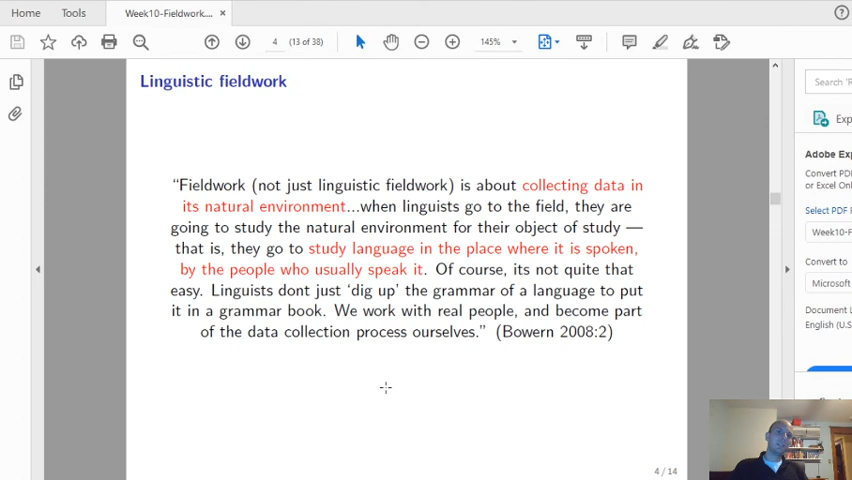 Home
Tools
Week10-Fieldwork....
×
?
4
(13 of 38)
145%
Linguistic fieldwork
“Fieldwork (not just linguistic fieldwork) is about collecting data in
its natural environment...when linguists go to the field, they are
going to study the natural environment for their object of study —
that is, they go to study language in the place where it is spoken,
by the people who usually speak it. Of course, its not quite that
easy. Linguists dont just ‘dig up’ the grammar of a language to put
it in a grammar book. We work with real people, and become part
of the data collection process ourselves.” (Bowern 2008:2)
4 / 14
Search "R
Exp
Adobe Exp
Convert PD
or Excel Onl
Select PDF F
Week10-F
Convert to
Microsoft
Document L
English (U.S